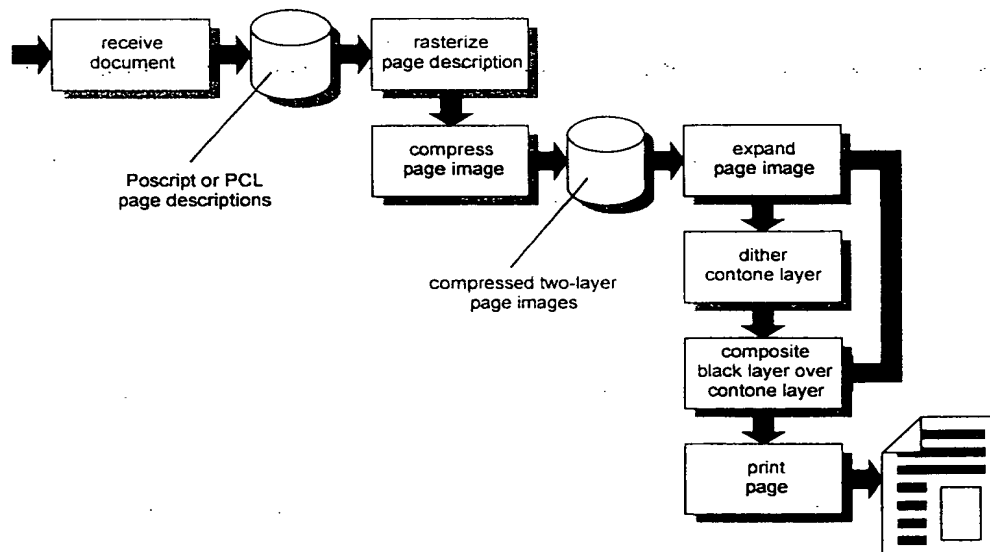 receive
document
rasterize
page description
compress
page image
expand
page image
Poscript or PCL
page descriptions
dither
contone layer
compressed two-layer
page images
composite
black layer over
contone layer
print
page